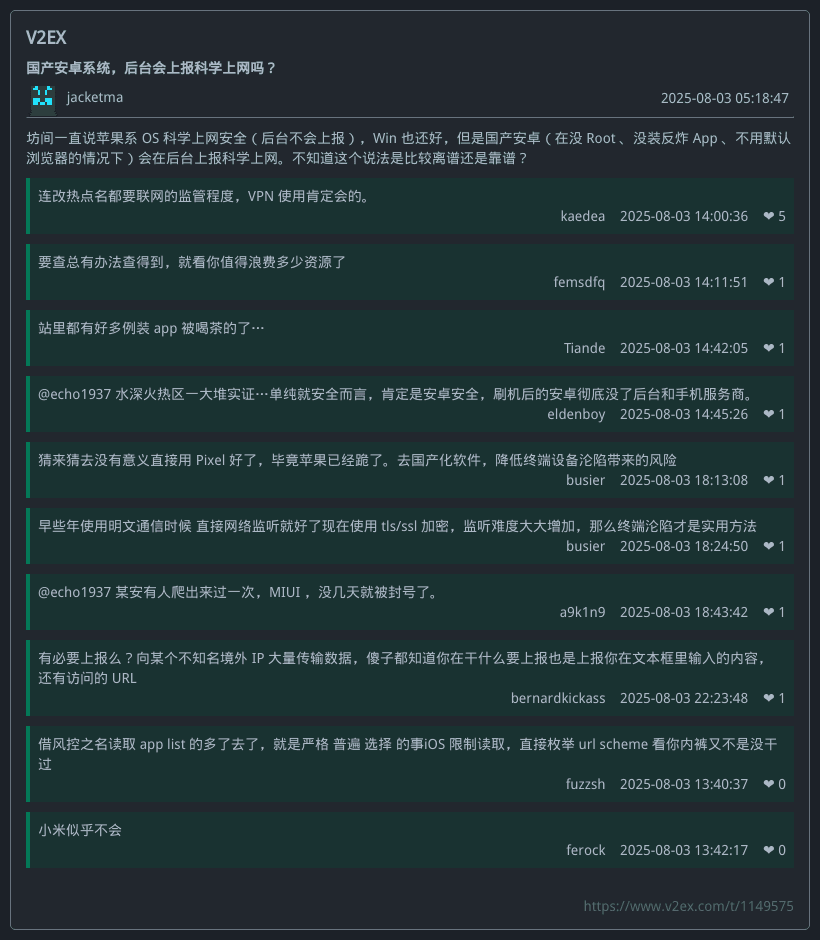 V2EX
国产安卓系统，后台会上报科学上网吗？
jacketma 2025-08-03 05:18:47
坊间一直说苹果系 OS 科学上网安全（后台不会上报），Win 也还好，但是国产安卓（在没 Root 、没装反炸 App 、不用默认
浏览器的情况下）会在后台上报科学上网。不知道这个说法是比较离谱还是靠谱？
连改热点名都要联网的监管程度，VPN 使用肯定会的。
kaedea 2025-08-03 14:00:36 ❤ 5
要查总有办法查得到，就看你值得浪费多少资源了
femsdfq 2025-08-03 14:11:51 ❤ 1
站里都有好多例装 app 被喝茶的了…
Tiande 2025-08-03 14:42:05 ❤ 1
@echo1937 水深火热区一大堆实证…单纯就安全而言，肯定是安卓安全，刷机后的安卓彻底没了后台和手机服务商。
eldenboy 2025-08-03 14:45:26 ❤ 1
猜来猜去没有意义直接用 Pixel 好了，毕竟苹果已经跪了。去国产化软件，降低终端设备沦陷带来的风险
busier 2025-08-03 18:13:08 ❤ 1
早些年使用明文通信时候 直接网络监听就好了现在使用 tls/ssl 加密，监听难度大大增加，那么终端沦陷才是实用方法
busier 2025-08-03 18:24:50 ❤ 1
@echo1937 某安有人爬出来过一次，MIUI ，没几天就被封号了。
a9k1n9 2025-08-03 18:43:42 ❤ 1
有必要上报么？向某个不知名境外 IP 大量传输数据，傻子都知道你在干什么要上报也是上报你在文本框里输入的内容，
还有访问的 URL
bernardkickass 2025-08-03 22:23:48 ❤ 1
借风控之名读取 app list 的多了去了，就是严格 普遍 选择 的事iOS 限制读取，直接枚举 url scheme 看你内裤又不是没干
过
fuzzsh 2025-08-03 13:40:37 ❤ 0
小米似乎不会
ferock 2025-08-03 13:42:17 ❤ 0
https://www.v2ex.com/t/1149575